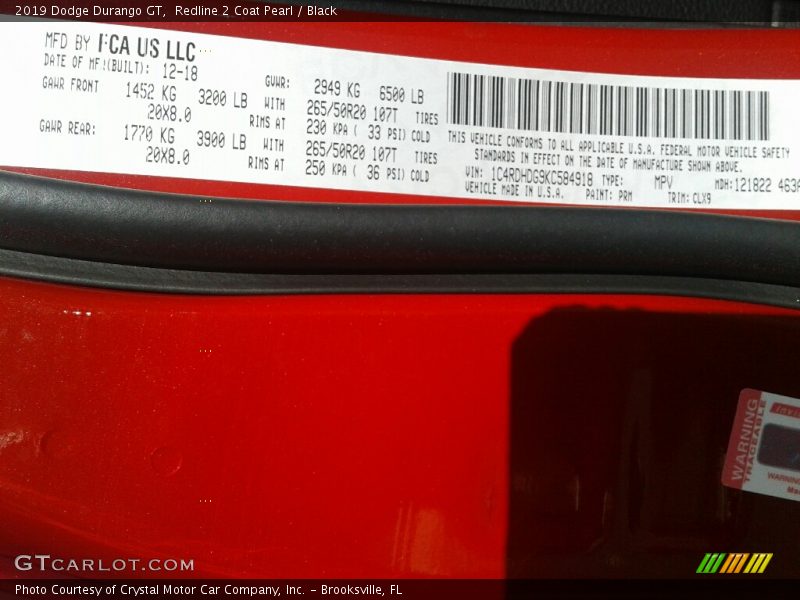 2019 Dodge Durango GT, Redline 2 Coat Pearl / Black
MFD BY FCA US LLC
DATE OF MF:(BUILT): 12-18
GVWR: 2949 KG 6500 LB
GAWR FRONT 1452 KG 3200 LB WITH 265/50R20 107T TIRES
20X8.0 RIMS AT 230 KPA ( 33 PSI) COLD
GAWR REAR: 1770 KG 3900 LB WITH 265/50R20 107T TIRES
20X8.0 RIMS AT 250 KPA ( 36 PSI) COLD
THIS VEHICLE CONFORMS TO ALL APPLICABLE U.S.A. FEDERAL MOTOR VEHICLE SAFETY
STANDARDS IN EFFECT ON THE DATE OF MANUFACTURE SHOWN ABOVE.
VIN: 1C4RDHDG9KC584918 TYPE: MPV MDH:121822 463
VEHICLE MADE IN U.S.A. PAINT: PRM TRIM: CLX9
WARNING
TRACEABLE
WARNING
GTCARLOT.COM
Photo Courtesy of Crystal Motor Car Company, Inc. – Brooksville, FL